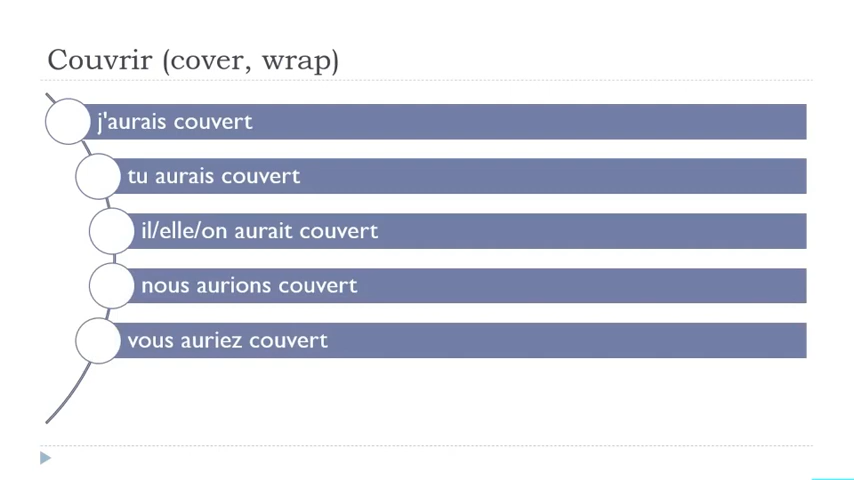 Couvrir (cover, wrap)
j'aurais couvert
tu aurais couvert
il/elle/on aurait couvert
nous aurions couvert
vous auriez couvert